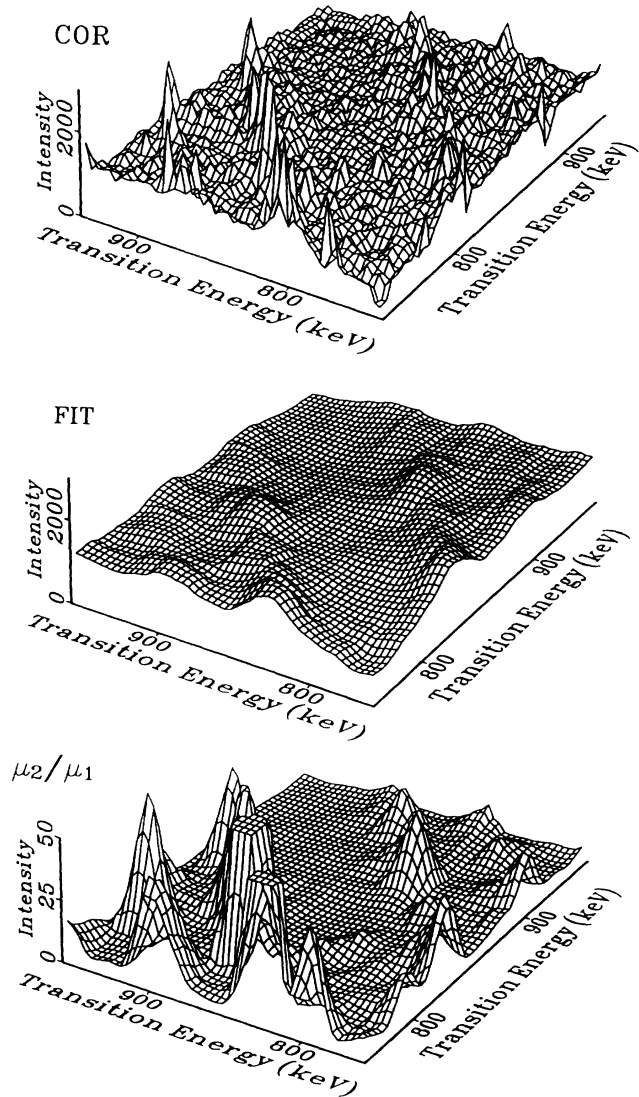 COR
Intensity
0
2000
900
800
Transition Energy (keV)
800
900
Transition Energy (keV)
FIT
Intensity
0
2000
900
800
Transition Energy (keV)
800
900
Transition Energy (keV)
μ2/μ1
Intensity
0
25
50
900
800
Transition Energy (keV)
800
900
Transition Energy (keV)